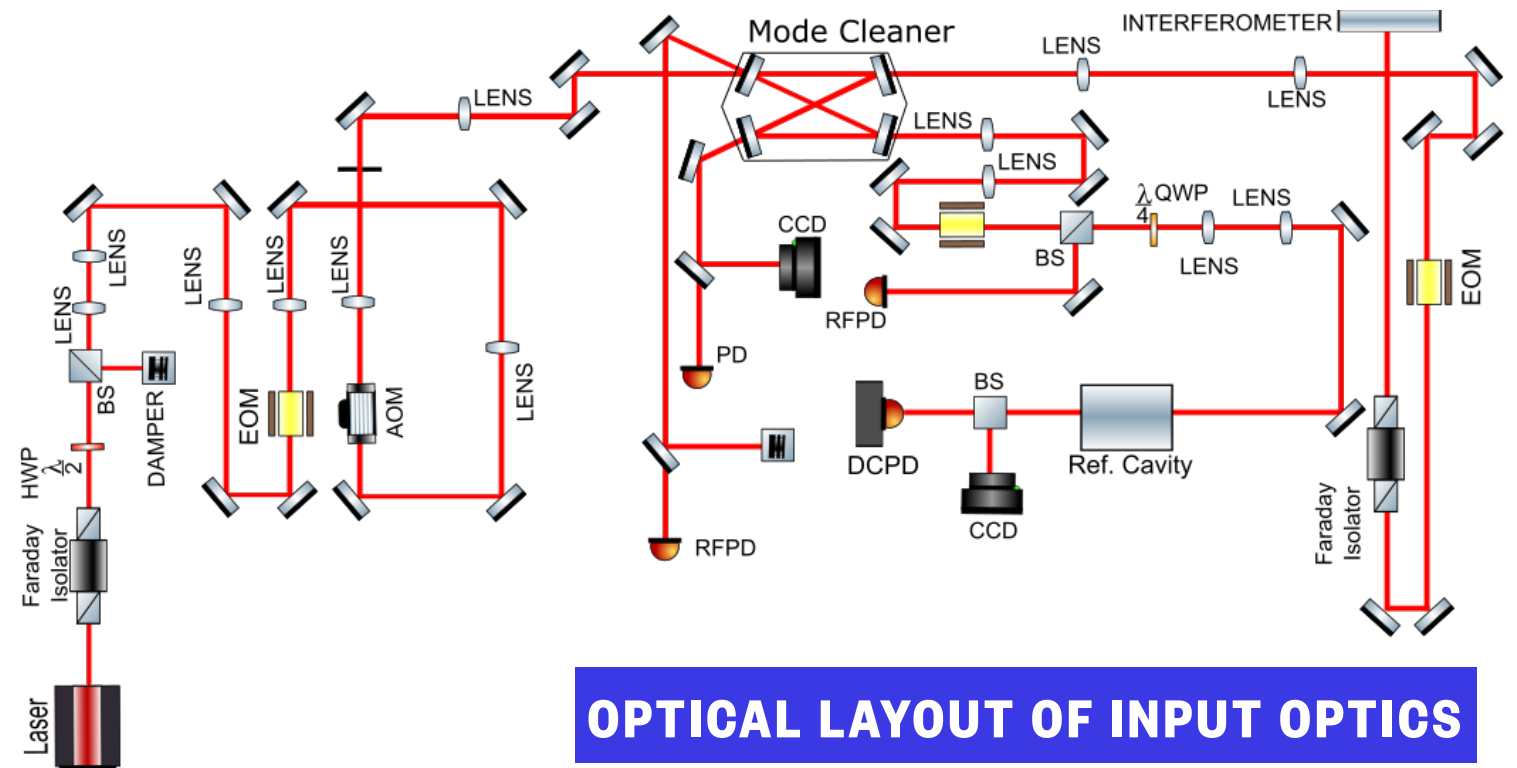 INTERFEROMETER
Mode Cleaner
LENS
LENS
LENS
LENS
LENS
λ
4
QWP
LENS
LENS
BS
CCD
RFPD
EOM
LENS
LENS
LENS
LENS
LENS
LENS
BS
DAMPER
EOM
AOM
PD
BS
DCPD
Ref. Cavity
CCD
HWP
λ
2
Faraday
Isolator
RFPD
Faraday
Isolator
Laser
OPTICAL LAYOUT OF INPUT OPTICS